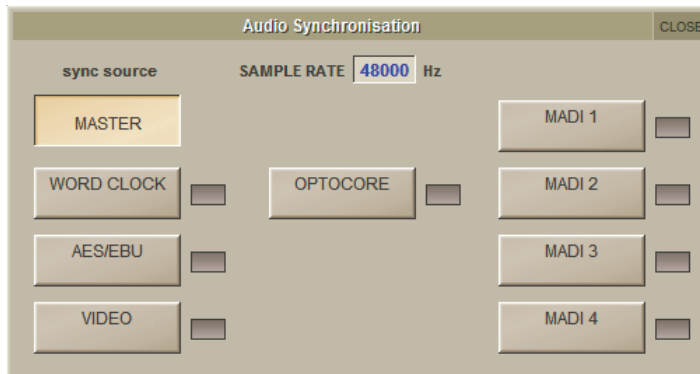 Audio Synchronisation
CLOSE
sync source
SAMPLE RATE 48000 Hz
MASTER
MADI 1
WORD CLOCK
OPTOCORE
MADI 2
AES/EBU
MADI 3
VIDEO
MADI 4